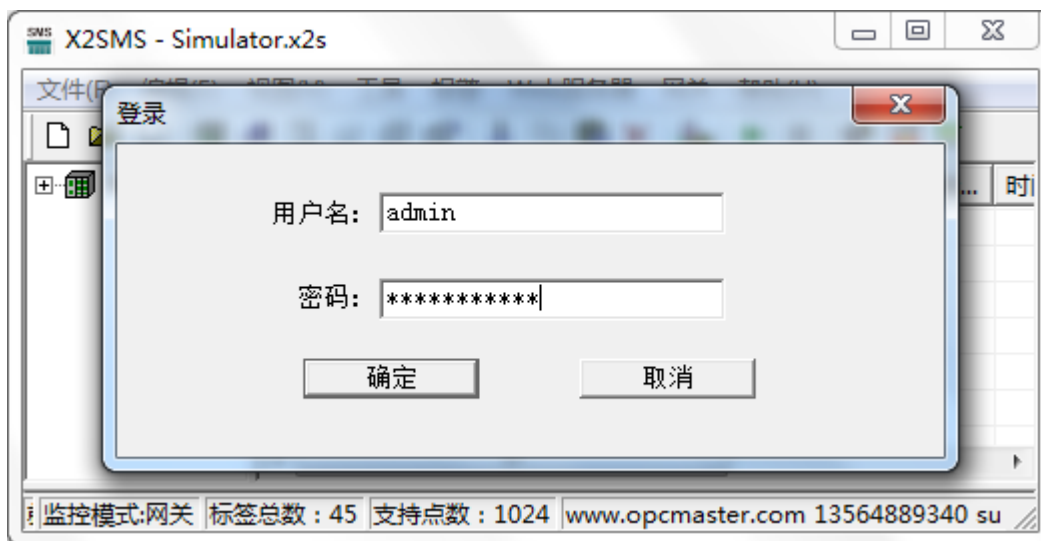 SMS X2SMS - Simulator.x2s
文件(F
登录
... 时
用户名: admin
密码: ***********
确定 取消
监控模式:网关 标签总数:45 支持点数:1024 www.opcmaster.com 13564889340 su